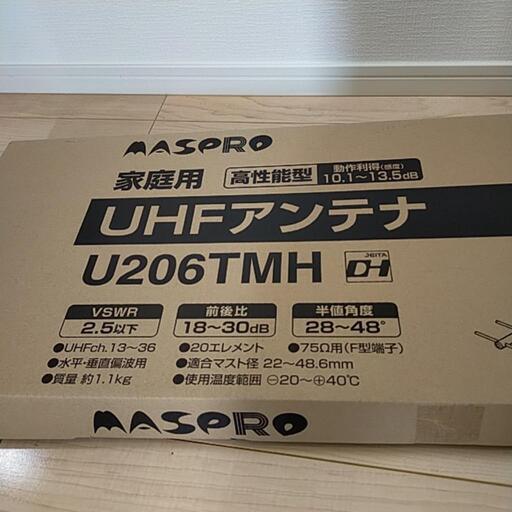 MASPRO
家庭用 高性能型 動作利得(感度) 10.1〜13.5dB
UHFアンテナ
U206TMH JEITA DH
VSWR 前後比 半値角度
2.5以下 18〜30dB 28〜48°
●UHFch.13〜36 ●20エレメント ●75Ω用(F型端子)
●水平・垂直偏波用 ●適合マスト径 22〜48.6mm
●質量 約1.1kg ●使用温度範囲 ⊖20〜⊕40℃
MASPRO